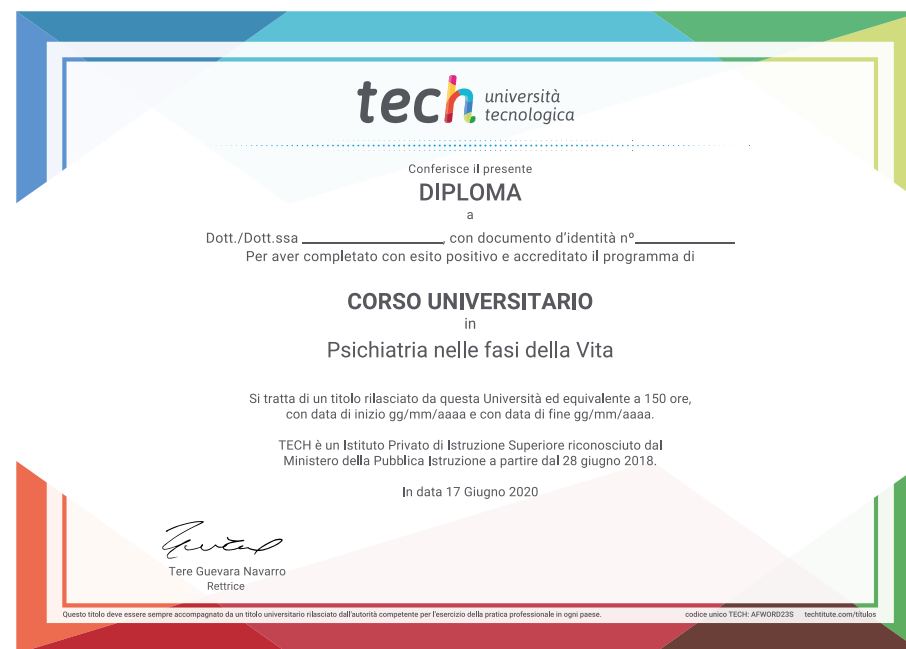 tech università
tecnologica
Conferisce il presente
DIPLOMA
a
Dott./Dott.ssa ____________________, con documento d'identità nº______________
Per aver completato con esito positivo e accreditato il programma di
CORSO UNIVERSITARIO
in
Psichiatria nelle fasi della Vita
Si tratta di un titolo rilasciato da questa Università ed equivalente a 150 ore,
con data di inizio gg/mm/aaaa e con data di fine gg/mm/aaaa.
TECH è un Istituto Privato di Istruzione Superiore riconosciuto dal
Ministero della Pubblica Istruzione a partire dal 28 giugno 2018.
In data 17 Giugno 2020
Tere Guevara Navarro
Rettrice
Questo titolo deve essere sempre accompagnato da un titolo universitario rilasciato dall'autorità competente per l'esercizio della pratica professionale in ogni paese. codice unico TECH: AFWORD23S techtitute.com/títulos